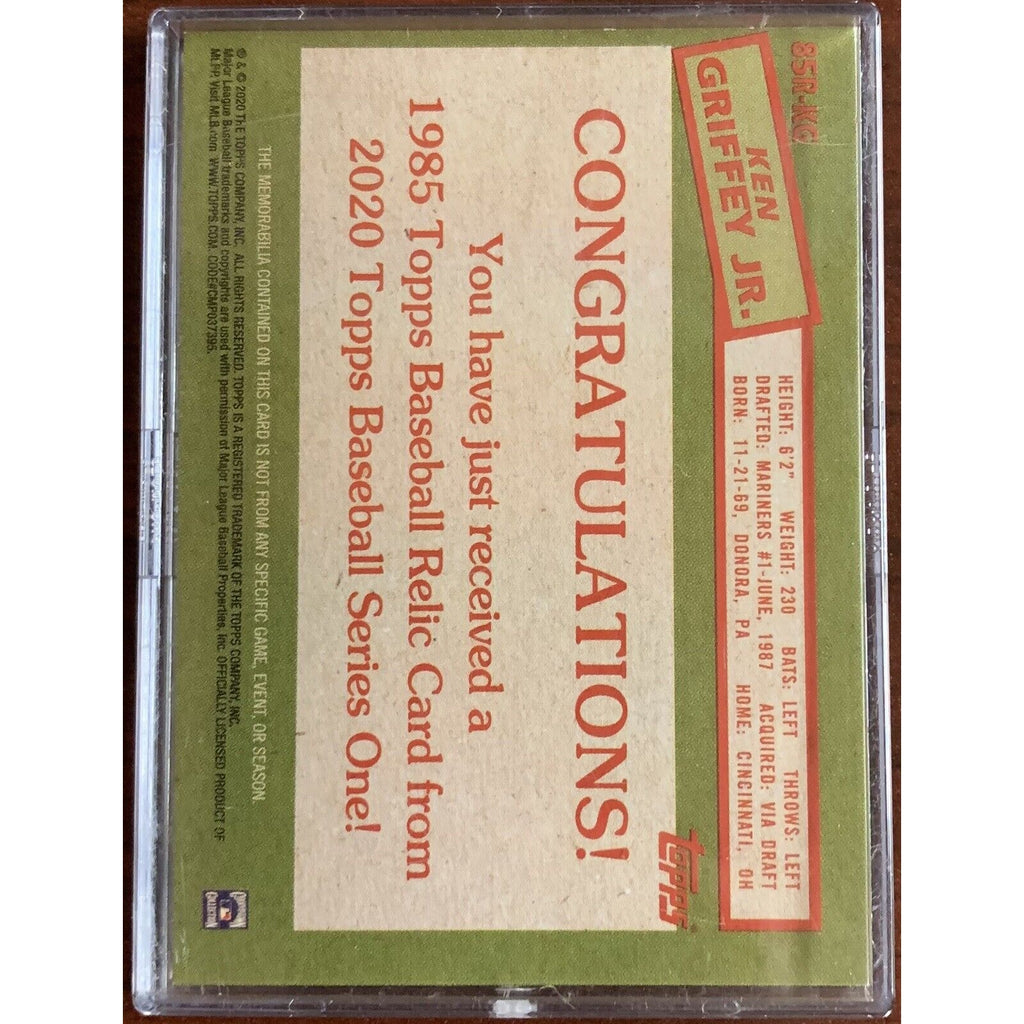 85R-KG
KEN
GRIFFEY JR.
HEIGHT: 6'2" WEIGHT: 230 BATS: LEFT THROWS: LEFT
DRAFTED: MARINERS #1-JUNE, 1987 ACQUIRED: VIA DRAFT
BORN: 11-21-69, DONORA, PA HOME: CINCINNATI, OH
topps®
CONGRATULATIONS!
You have just received a
1985 Topps Baseball Relic Card from
2020 Topps Baseball Series One!
THE MEMORABILIA CONTAINED ON THIS CARD IS NOT FROM ANY SPECIFIC GAME, EVENT, OR SEASON.
® & © 2020 THE TOPPS COMPANY, INC. ALL RIGHTS RESERVED. TOPPS IS A REGISTERED TRADEMARK OF THE TOPPS COMPANY, INC.
Major League Baseball trademarks and copyrights are used with permission of Major League Baseball Properties, Inc. OFFICIALLY LICENSED PRODUCT OF
MLBP. Visit MLB.com WWW.TOPPS.COM. CODE#CMP037395.